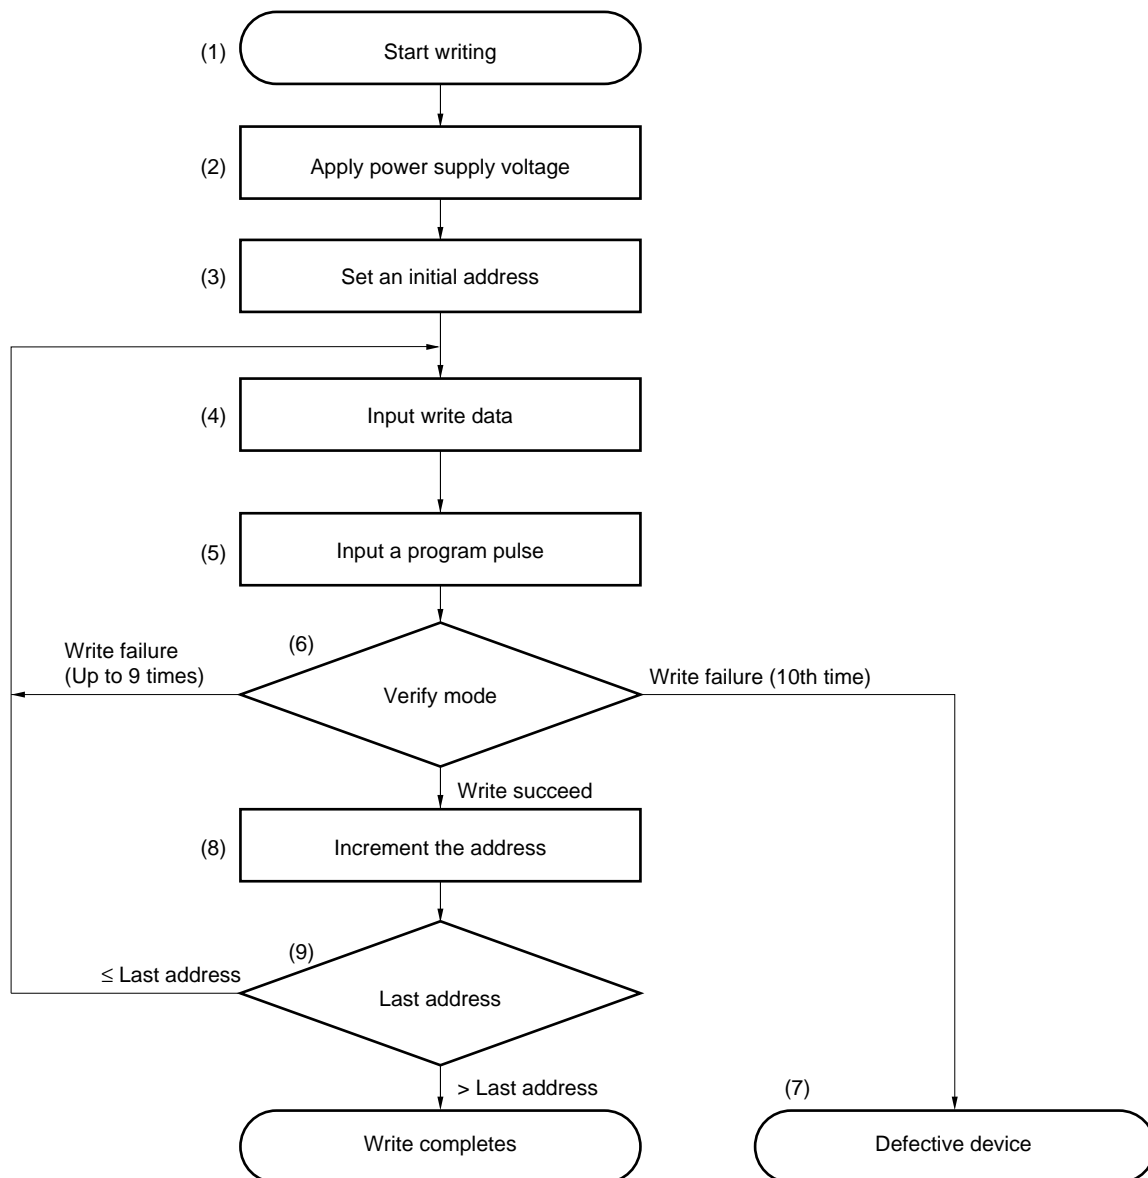 (1) Start writing
(2) Apply power supply voltage
(3) Set an initial address
(4) Input write data
(5) Input a program pulse
(6)
Write failure
(Up to 9 times)
Write failure (10th time)
Verify mode
Write succeed
(8) Increment the address
(9)
≤ Last address
Last address
> Last address
(7)
Write completes
Defective device